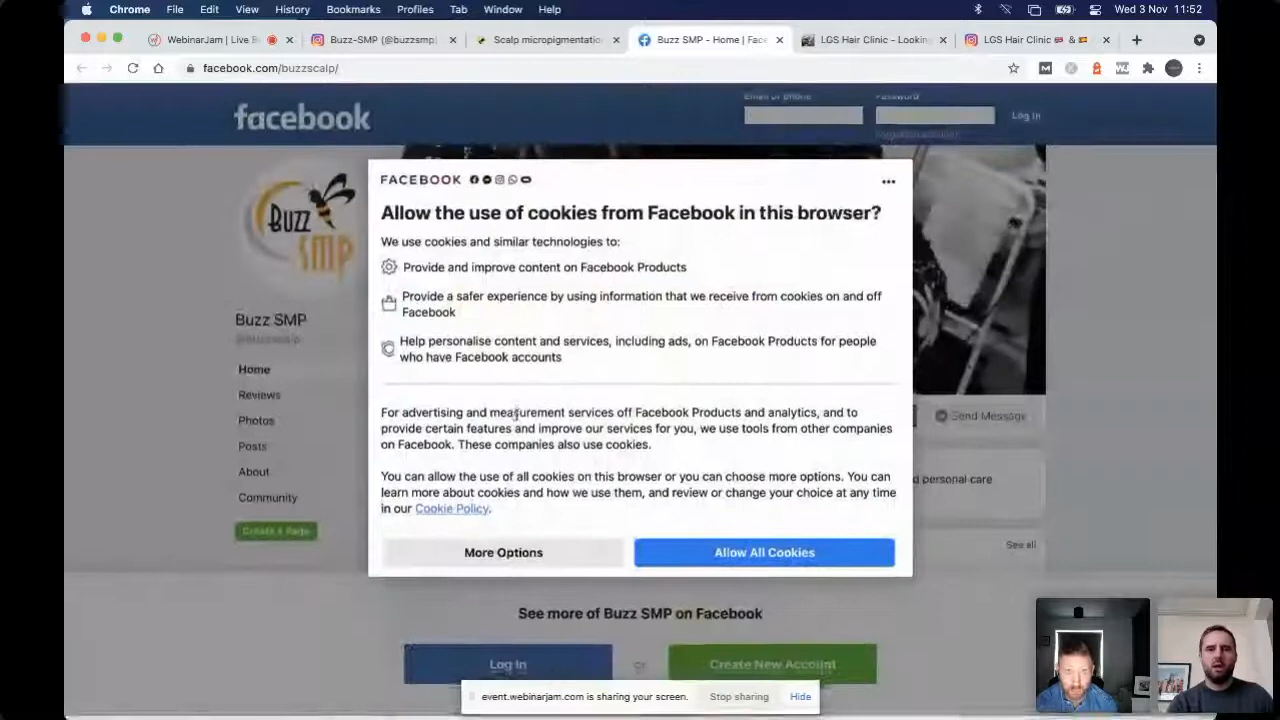 Chrome File Edit View History Bookmarks Profiles Tab Window Help Wed 3 Nov 11:52
WebinarJam | Live B Buzz-SMP (@buzzsmp) Scalp micropigmentatio Buzz SMP - Home | Face LGS Hair Clinic - Lookin LGS Hair Clinic
facebook.com/buzzscalp/
facebook
Email or phone Password
Log In
BUZZ
SMP
Buzz SMP
@buzzscalp
Home
Reviews
Photos
Posts
About
Community
Create a Page
FACEBOOK
Allow the use of cookies from Facebook in this browser?
We use cookies and similar technologies to:
Provide and improve content on Facebook Products
Provide a safer experience by using information that we receive from cookies on and off
Facebook
Help personalise content and services, including ads, on Facebook Products for people
who have Facebook accounts
For advertising and measurement services off Facebook Products and analytics, and to
provide certain features and improve our services for you, we use tools from other companies
on Facebook. These companies also use cookies.
You can allow the use of all cookies on this browser or you can choose more options. You can
learn more about cookies and how we use them, and review or change your choice at any time
in our Cookie Policy.
More Options Allow All Cookies
Send Message
d personal care
See all
See more of Buzz SMP on Facebook
Log In or Create New Account
event.webinarjam.com is sharing your screen. Stop sharing Hide